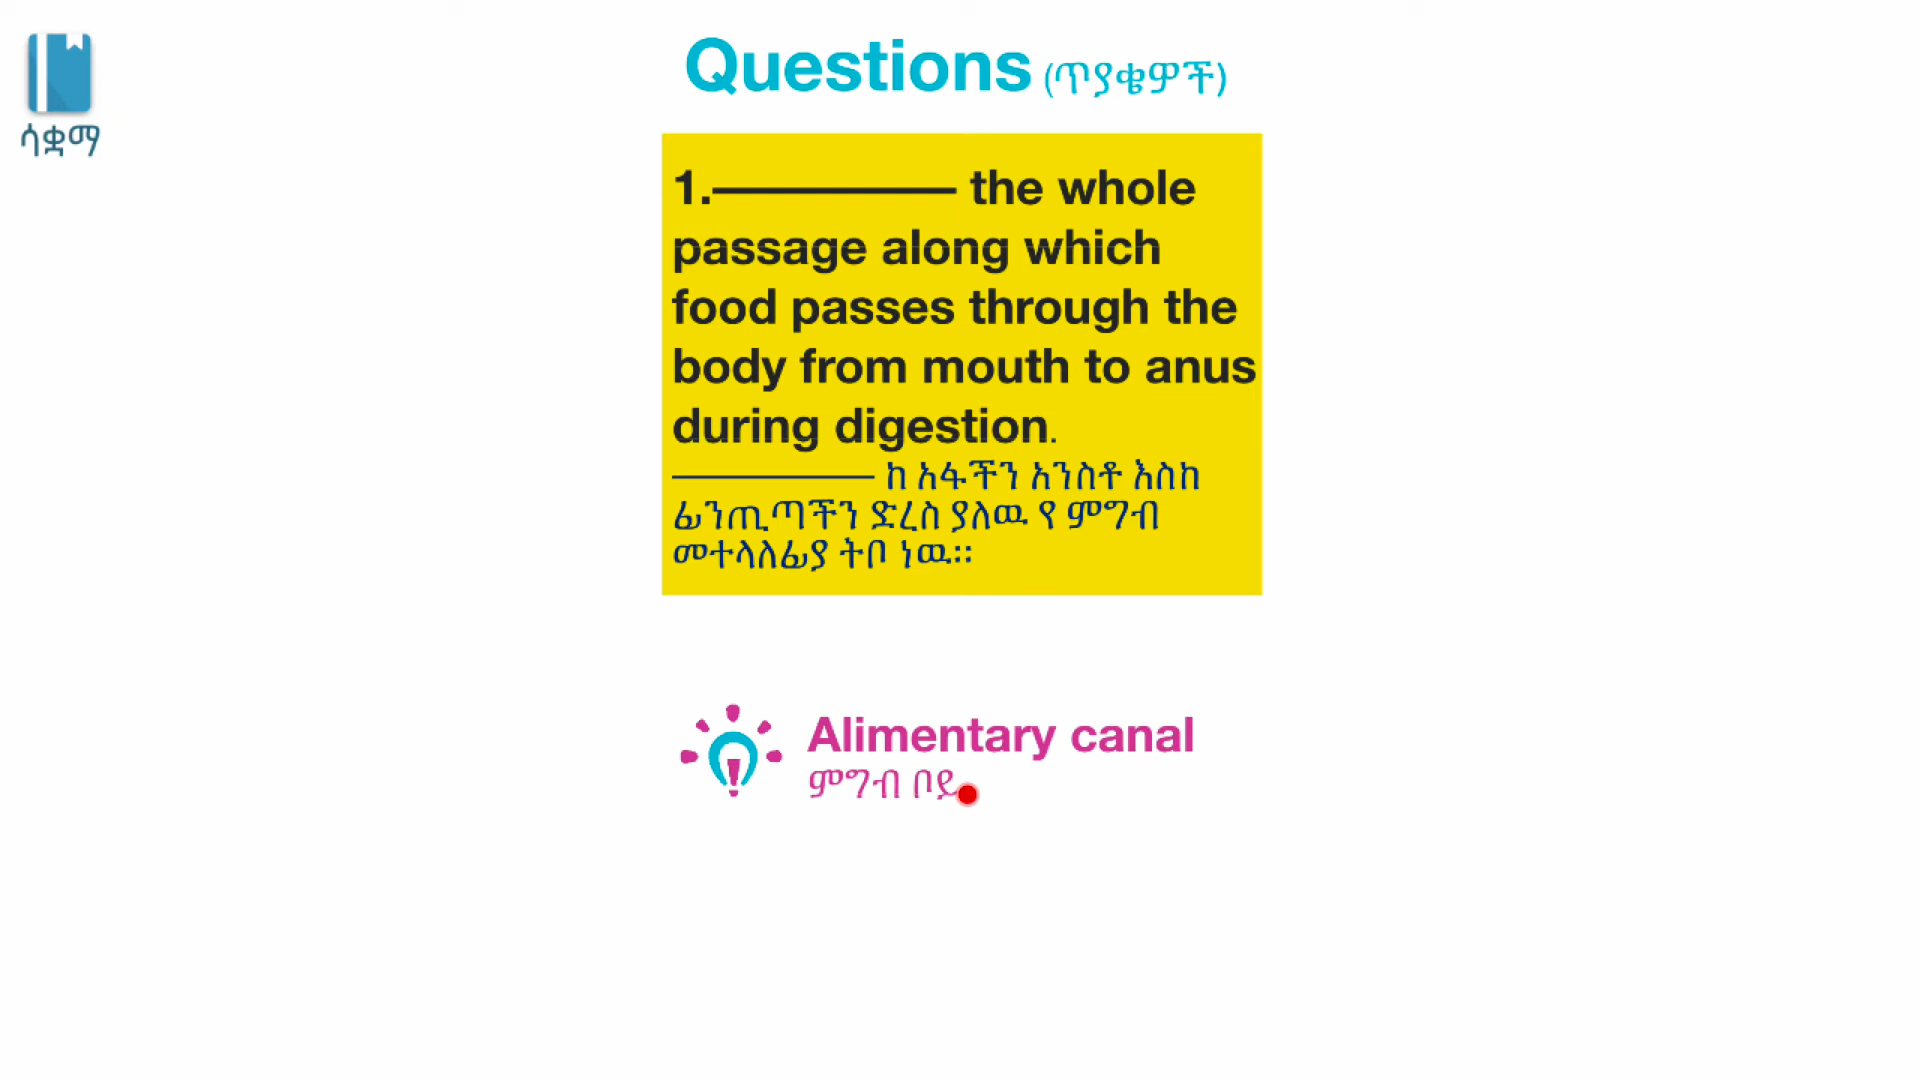 ሳቋማ
Questions (ጥያቄዎች)
1.—————— the whole
passage along which
food passes through the
body from mouth to anus
during digestion.
—————— ከ አፋችን አንስቶ እስከ
ፊንጢጣችን ድረስ ያለዉ የ ምግብ
መተላለፊያ ትቦ ነዉ፡፡
Alimentary canal
ምግብ ቦይ